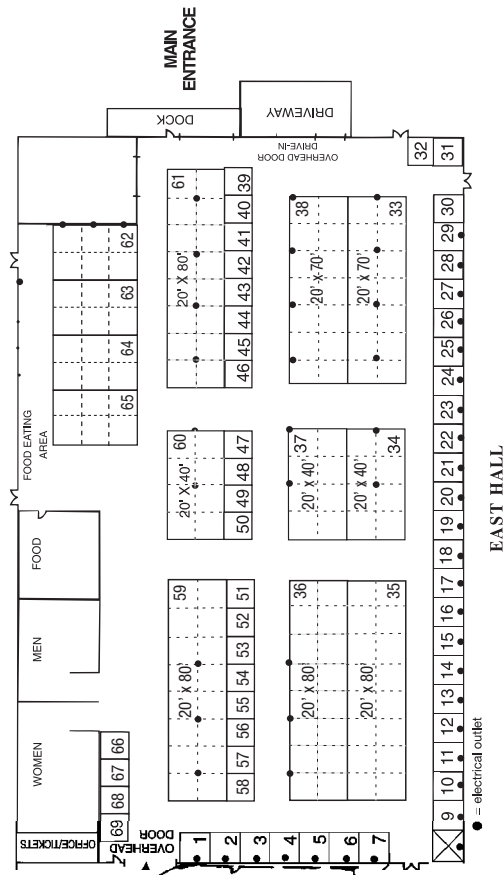 MAIN
ENTRANCE
DOCK
DRIVEWAY
OVERHEAD DOOR
DRIVE-IN
32
31
61
20' X 80'
39
40
41
42
43
44
45
46
38
20' X 70'
20' X 70'
33
30
29
28
27
26
25
24
23
22
21
20
19
18
17
16
15
14
13
12
11
10
9
62
63
64
65
FOOD EATING
AREA
60
20' X 40'
47
48
49
50
37
20' X 40'
20' X 40'
34
FOOD
MEN
WOMEN
59
20' X 80'
51
52
53
54
55
56
57
58
36
20' X 80'
20' X 80'
35
66
67
68
69
OFFICE/TICKETS
OVERHEAD
DOOR
1
2
3
4
5
6
7
EAST HALL
● = electrical outlet